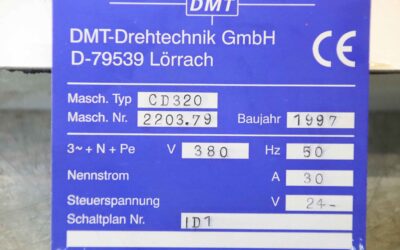 DMT
DMT-Drehtechnik GmbH
D-79539 Lörrach
CE
Masch. Typ CD320
Masch. Nr. 2203.79 Baujahr 1997
3~ + N + Pe V 380 Hz 50
Nennstrom A 30
Steuerspannung V 24-
Schaltplan Nr. ID1